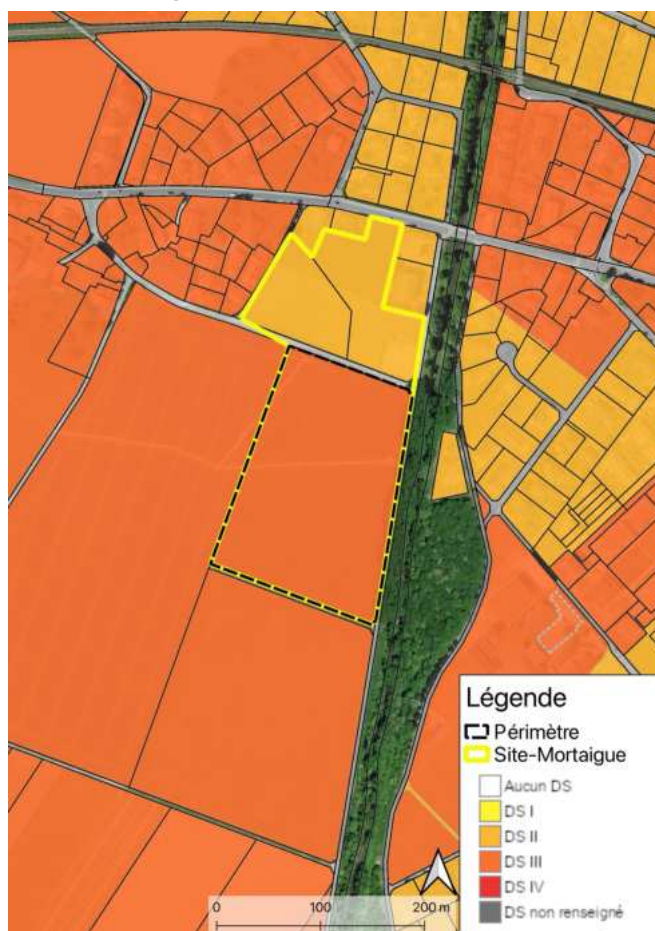 Légende
Périmètre
Site-Mortaigue
Aucun DS
DS I
DS II
DS III
DS IV
DS non renseigné
0 100 200 m